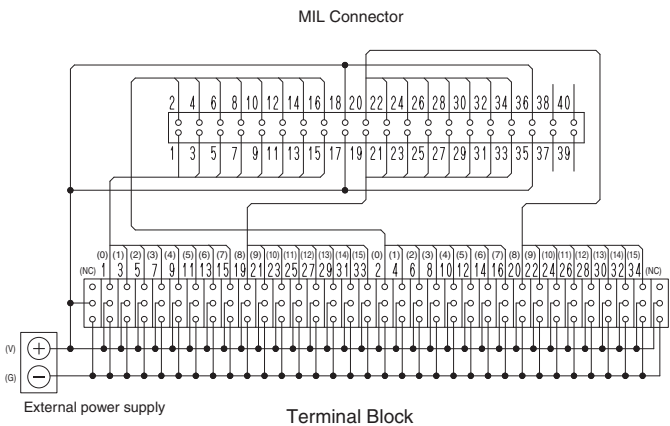 MIL Connector
2 4 6 8 10 12 14 16 18 20 22 24 26 28 30 32 34 36 38 40
1 3 5 7 9 11 13 15 17 19 21 23 25 27 29 31 33 35 37 39
(0) (1) (2) (3) (4) (5) (6) (7) (8) (9) (10) (11) (12) (13) (14) (15) (0) (1) (2) (3) (4) (5) (6) (7) (8) (9) (10) (11) (12) (13) (14) (15)
(NC) 1 3 5 7 9 11 13 15 19 21 23 25 27 29 31 33 2 4 6 8 10 12 14 16 20 22 24 26 28 30 32 34 (NC)
(V)
(G)
External power supply
Terminal Block